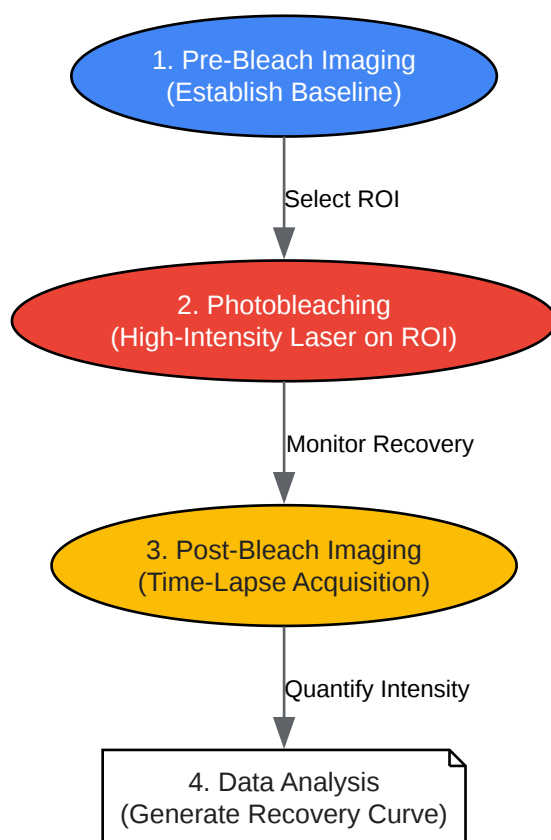 1. Pre-Bleach Imaging
(Establish Baseline)
Select ROI
2. Photobleaching
(High-Intensity Laser on ROI)
Monitor Recovery
3. Post-Bleach Imaging
(Time-Lapse Acquisition)
Quantify Intensity
4. Data Analysis
(Generate Recovery Curve)